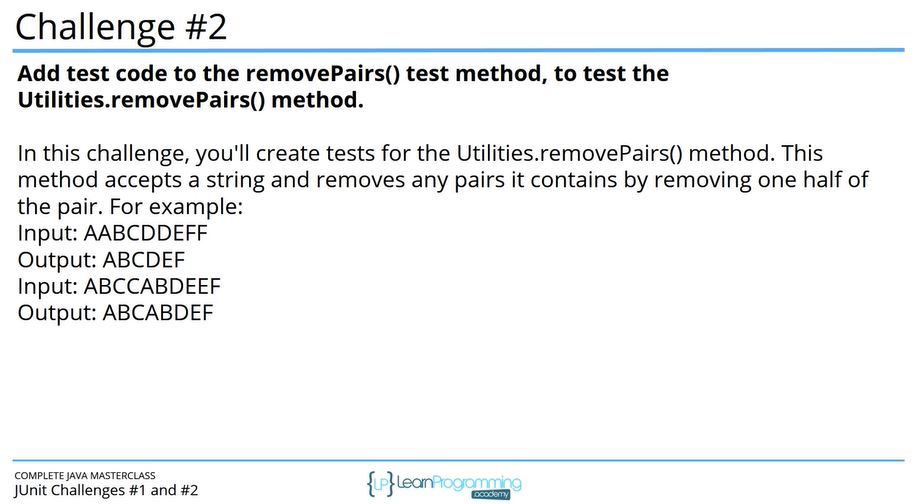 Challenge #2
Add test code to the removePairs() test method, to test the
Utilities.removePairs() method.
In this challenge, you'll create tests for the Utilities.removePairs() method. This
method accepts a string and removes any pairs it contains by removing one half of
the pair. For example:
Input: AABCDDEFF
Output: ABCDEF
Input: ABCCABDEEF
Output: ABCABDEF
COMPLETE JAVA MASTERCLASS
JUnit Challenges #1 and #2
{LP} LearnProgramming
.academy